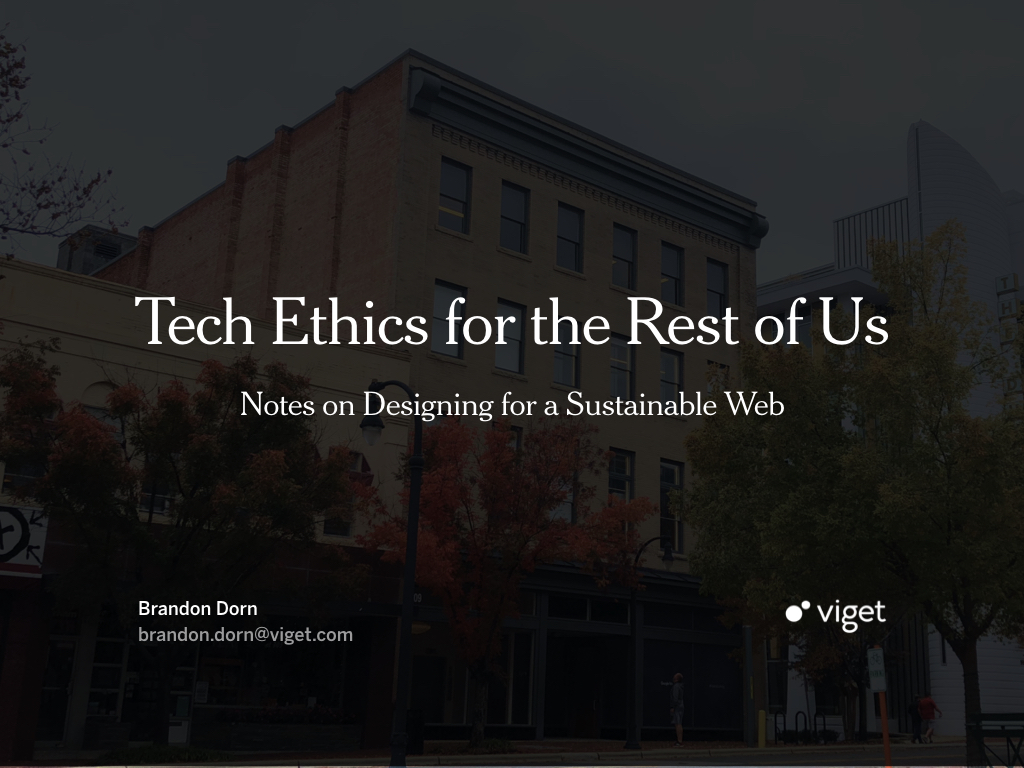 Tech Ethics for the Rest of Us
Notes on Designing for a Sustainable Web
Brandon Dorn
brandon.dorn@viget.com
viget